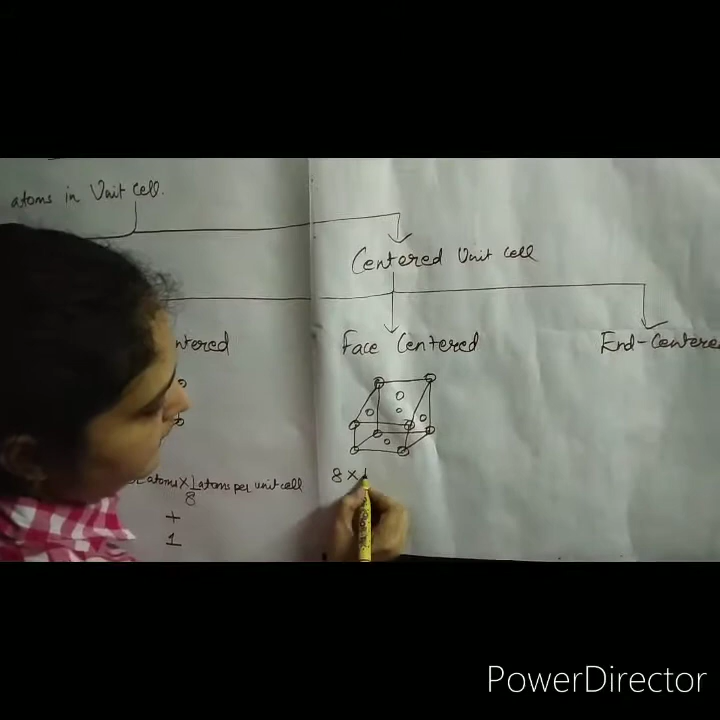 atoms in Unit Cell.
Centered Unit cell
ntered
Face Centered
End-Centere
atoms × 1/8 atoms per unit cell
+
1
8 × 1
PowerDirector